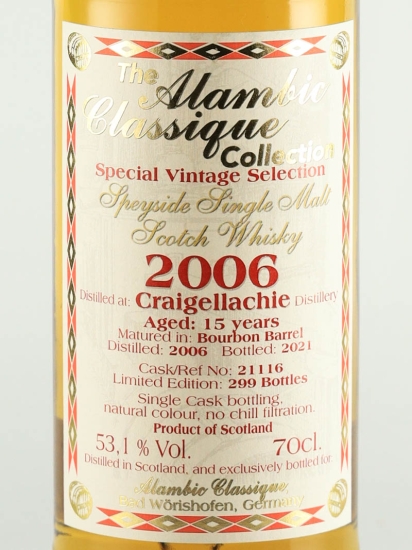 The Alambic
Classique
Collection
Special Vintage Selection
Speyside Single Malt
Scotch Whisky
2006
Distilled at: Craigellachie Distillery
Aged: 15 years
Matured in: Bourbon Barrel
Distilled: 2006 Bottled: 2021
Cask/Ref No: 21116
Limited Edition: 299 Bottles
Single Cask bottling,
natural colour, no chill filtration.
Product of Scotland
53,1 % Vol. 70cl.
Distilled in Scotland, and exclusively bottled for
Alambic Classique,
Bad Wörishofen, Germany